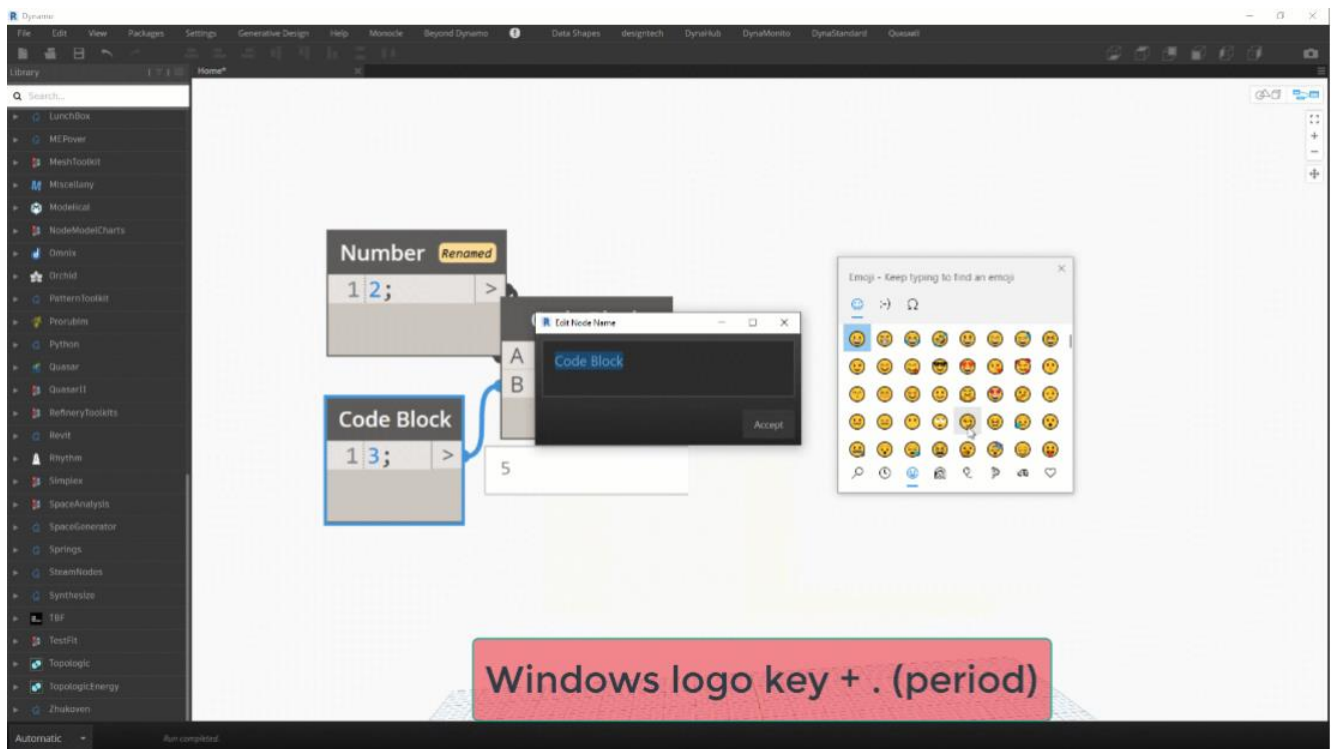 Dynamo
File Edit View Packages Settings Generative Design Help Monocle Beyond Dynamo Data Shapes designtech DynaHub DynaMonito DynaStandard
Library
Home*
Search...
LunchBox
MEPover
MeshToolkit
Miscellany
Modelical
NodeModelCharts
Omnix
Orchid
PatternToolkit
Prorubim
Python
Quasar
Quasar11
RefineryToolkits
Revit
Rhythm
Simplex
SpaceAnalysis
SpaceGenerator
Springs
SteamNodes
Synthesize
TBF
TestFit
Topologic
TopologicEnergy
Zhukoven
Number Renamed
1 2; >
Code Block
1 3; >
A
B
5
Edit Node Name
Code Block
Accept
Emoji - Keep typing to find an emoji
;-)
Ω
Windows logo key + . (period)
Automatic
Run completed.